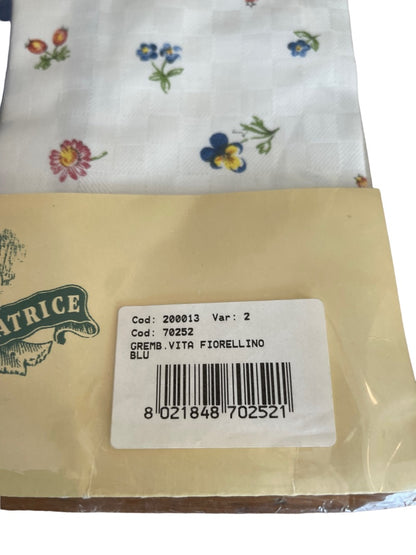 ATRICE
Cod: 200013 Var: 2
Cod: 70252
GREMB.VITA FIORELLINO
BLU
8 021848 702521